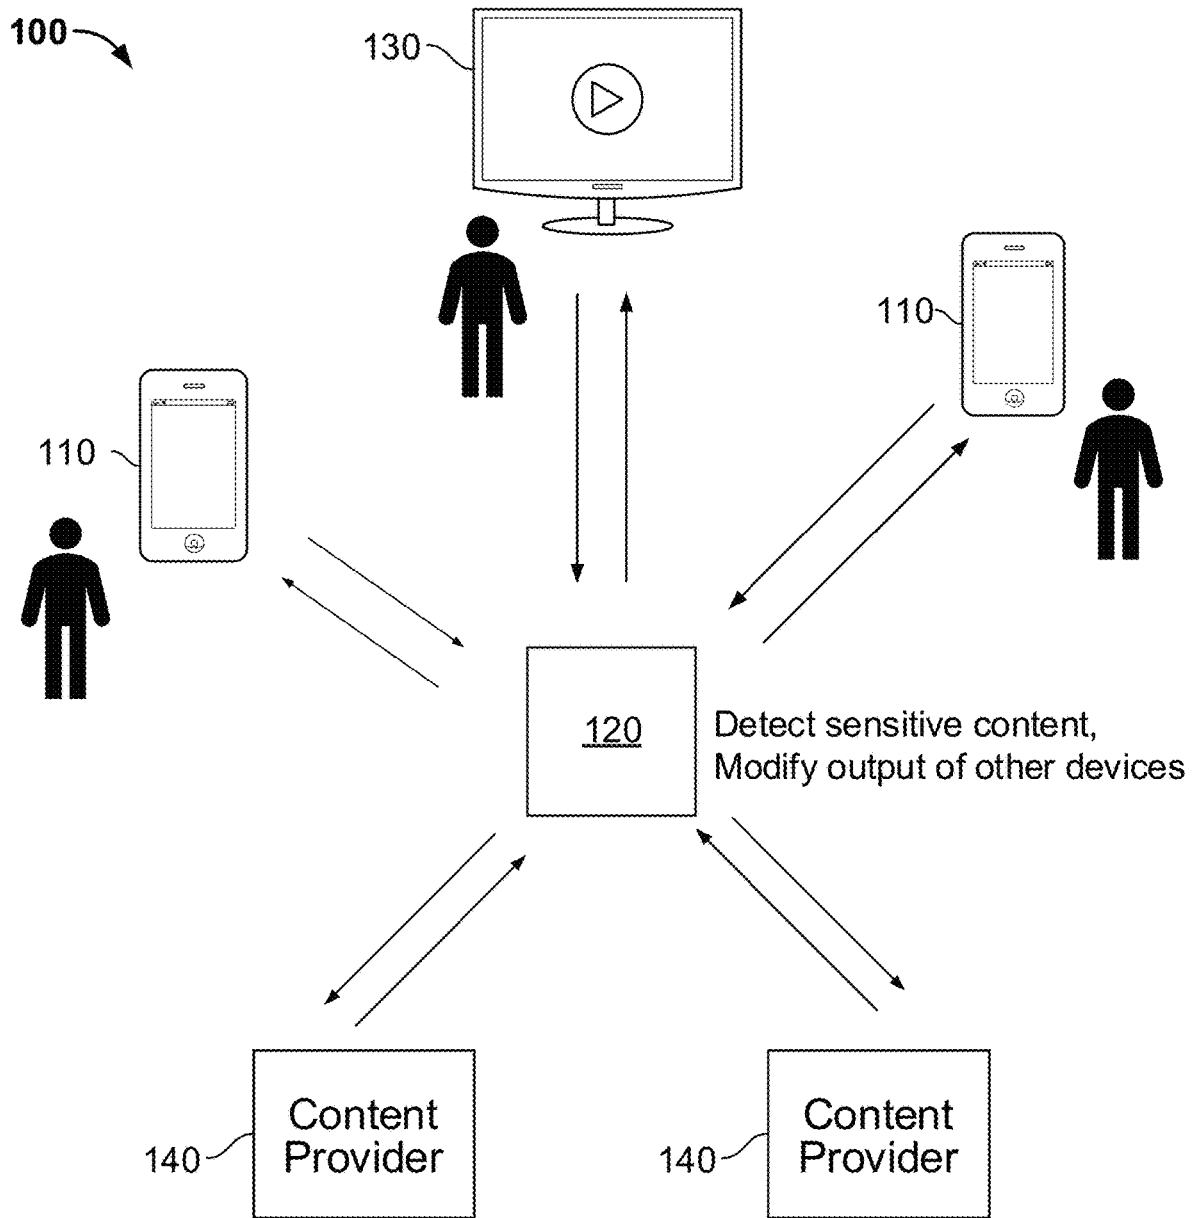 100
130
110
110
120
Detect sensitive content,
Modify output of other devices
Content
Provider
140
Content
Provider
140